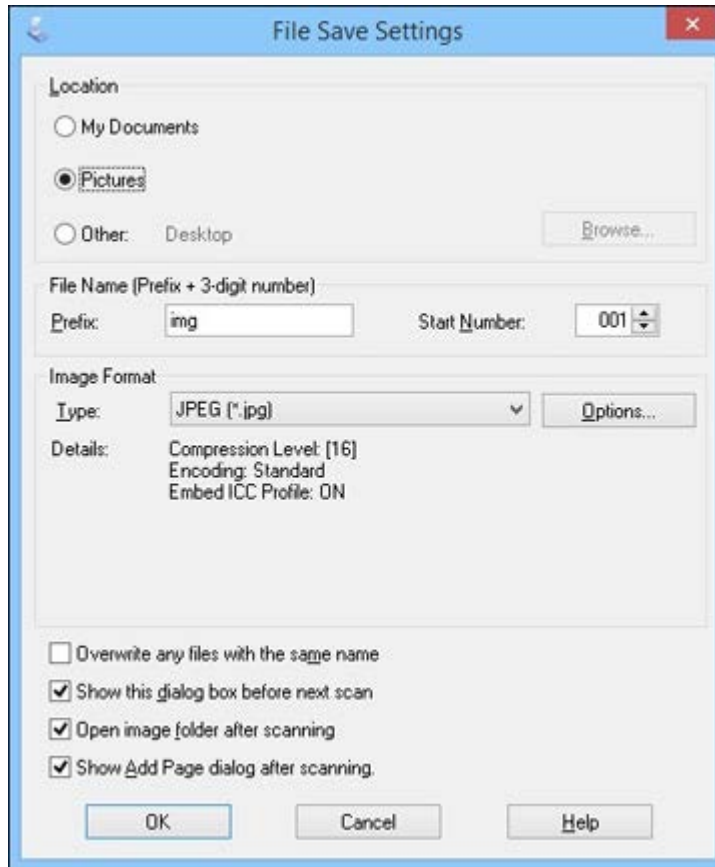 File Save Settings
Location
My Documents
Pictures
Other: Desktop Browse...
File Name (Prefix + 3-digit number)
Prefix: img Start Number: 001
Image Format
Type: JPEG (*.jpg) Options...
Details: Compression Level: [16]
Encoding: Standard
Embed ICC Profile: ON
Overwrite any files with the same name
Show this dialog box before next scan
Open image folder after scanning
Show Add Page dialog after scanning.
OK Cancel Help